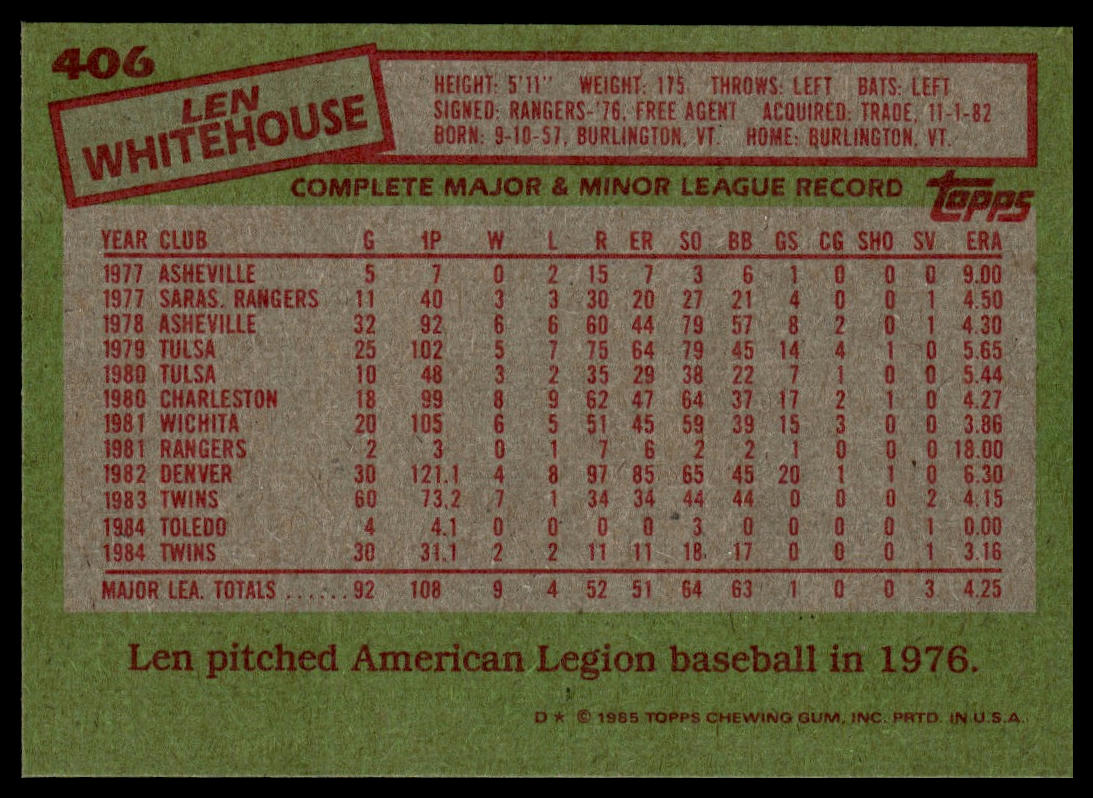 406
LEN
WHITEHOUSE
HEIGHT: 5'11" WEIGHT: 175 THROWS: LEFT BATS: LEFT
SIGNED: RANGERS-'76, FREE AGENT ACQUIRED: TRADE, 11-1-82
BORN: 9-10-57, BURLINGTON, VT. HOME: BURLINGTON, VT.
COMPLETE MAJOR & MINOR LEAGUE RECORD
topps
YEAR CLUB G IP W L R ER SO BB GS CG SHO SV ERA
1977 ASHEVILLE 5 7 0 2 15 7 3 6 1 0 0 0 9.00
1977 SARAS. RANGERS 11 40 3 3 30 20 27 21 4 0 0 1 4.50
1978 ASHEVILLE 32 92 6 6 60 44 79 57 8 2 0 1 4.30
1979 TULSA 25 102 5 7 75 64 79 45 14 4 1 0 5.65
1980 TULSA 10 48 3 2 35 29 38 22 7 1 0 0 5.44
1980 CHARLESTON 18 99 8 9 62 47 64 37 17 2 1 0 4.27
1981 WICHITA 20 105 6 5 51 45 59 39 15 3 0 0 3.86
1981 RANGERS 2 3 0 1 7 6 2 2 1 0 0 0 18.00
1982 DENVER 30 121.1 4 8 97 85 65 45 20 1 1 0 6.30
1983 TWINS 60 73.2 7 1 34 34 44 44 0 0 0 2 4.15
1984 TOLEDO 4 4.1 0 0 0 0 3 0 0 0 0 1 0.00
1984 TWINS 30 31.1 2 2 11 11 18 17 0 0 0 1 3.16
MAJOR LEA. TOTALS ...... 92 108 9 4 52 51 64 63 1 0 0 3 4.25
Len pitched American Legion baseball in 1976.
D★ © 1985 TOPPS CHEWING GUM, INC. PRTD. IN U.S.A.